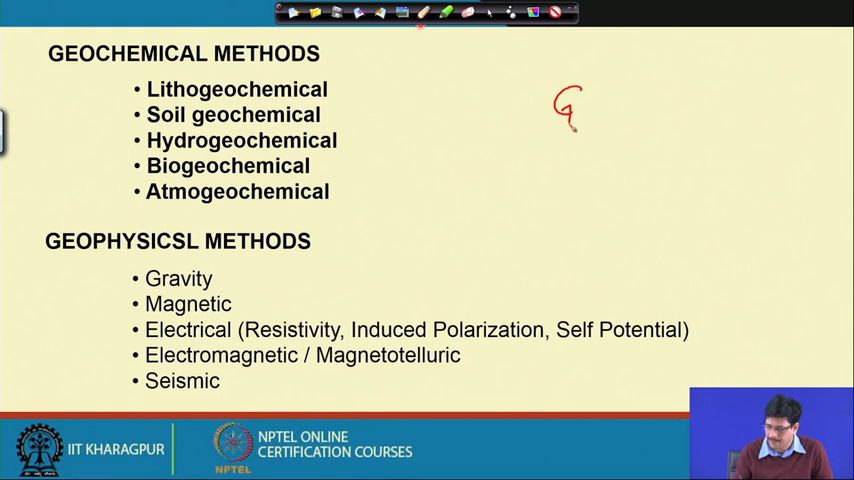 GEOCHEMICAL METHODS
• Lithogeochemical
• Soil geochemical
• Hydrogeochemical
• Biogeochemical
• Atmogeochemical
G
GEOPHYSICSL METHODS
• Gravity
• Magnetic
• Electrical (Resistivity, Induced Polarization, Self Potential)
• Electromagnetic / Magnetotelluric
• Seismic
IIT KHARAGPUR
NPTEL
NPTEL ONLINE
CERTIFICATION COURSES